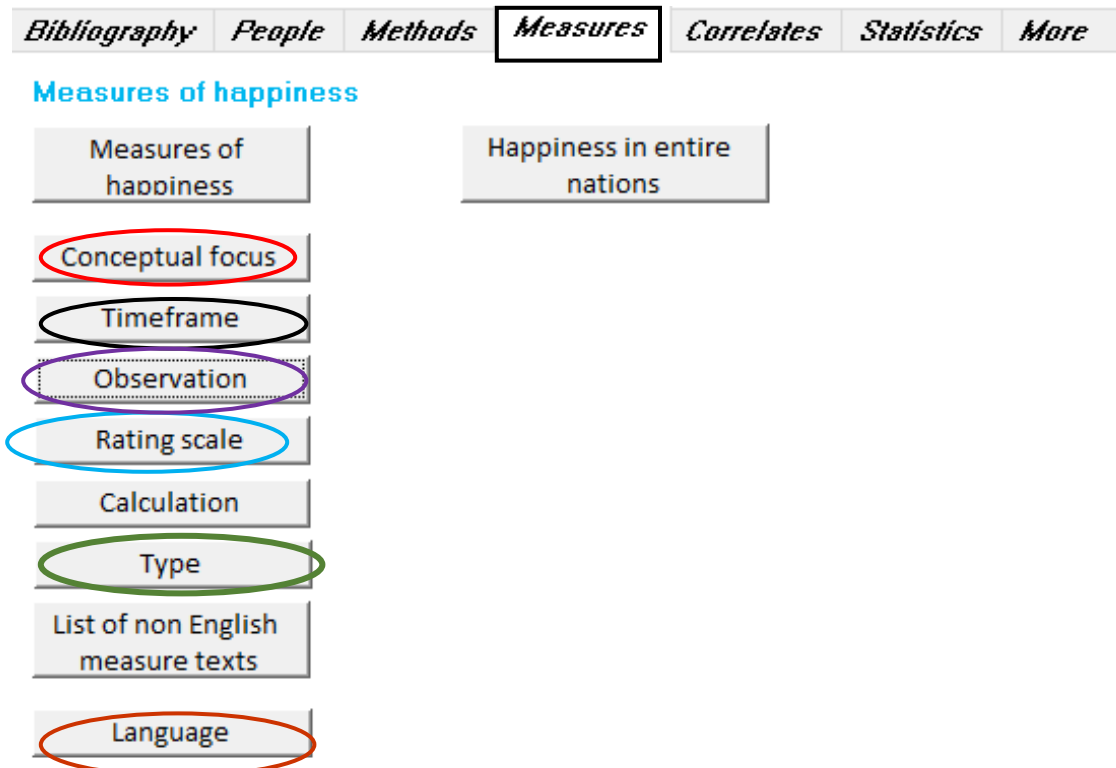 Bibliography People Methods Measures Correlates Statistics More
Measures of happiness
Measures of
happiness
Happiness in entire
nations
Conceptual focus
Timeframe
Observation
Rating scale
Calculation
Type
List of non English
measure texts
Language